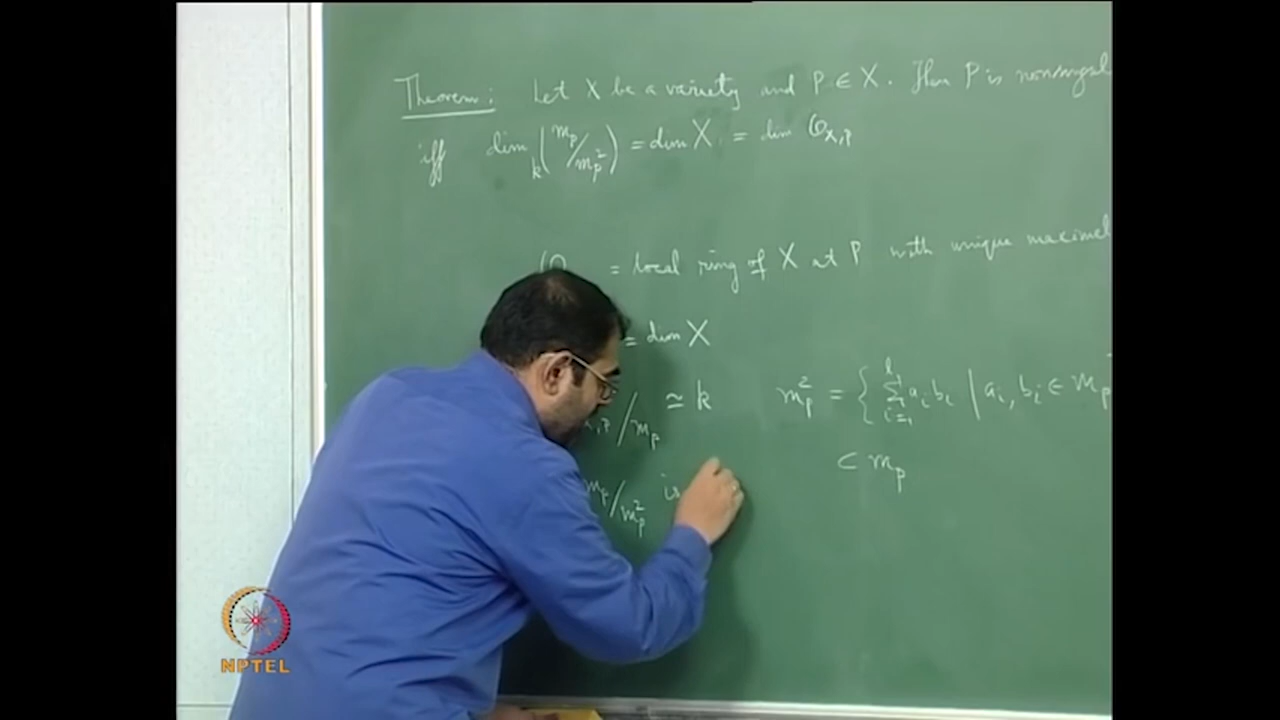 Theorem: Let X be a variety and P ∈ X. Then P is nonsingul
iff dim_k (m_P/m_P^2) = dim X = dim O_{X,P}
= local ring of X at P with unique maximal
= dim X
/m_P ≃ k
m_P^2 = { Σ_{i=1}^{l} a_i b_i | a_i, b_i ∈ m_P
⊂ m_P
m_P/m_P^2 is
NPTEL